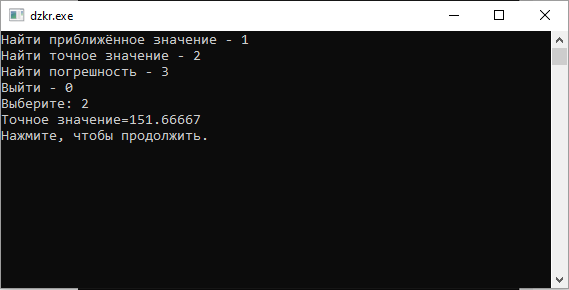 dzkr.exe
Найти приближённое значение - 1
Найти точное значение - 2
Найти погрешность - 3
Выйти - 0
Выберите: 2
Точное значение=151.66667
Нажмите, чтобы продолжить.